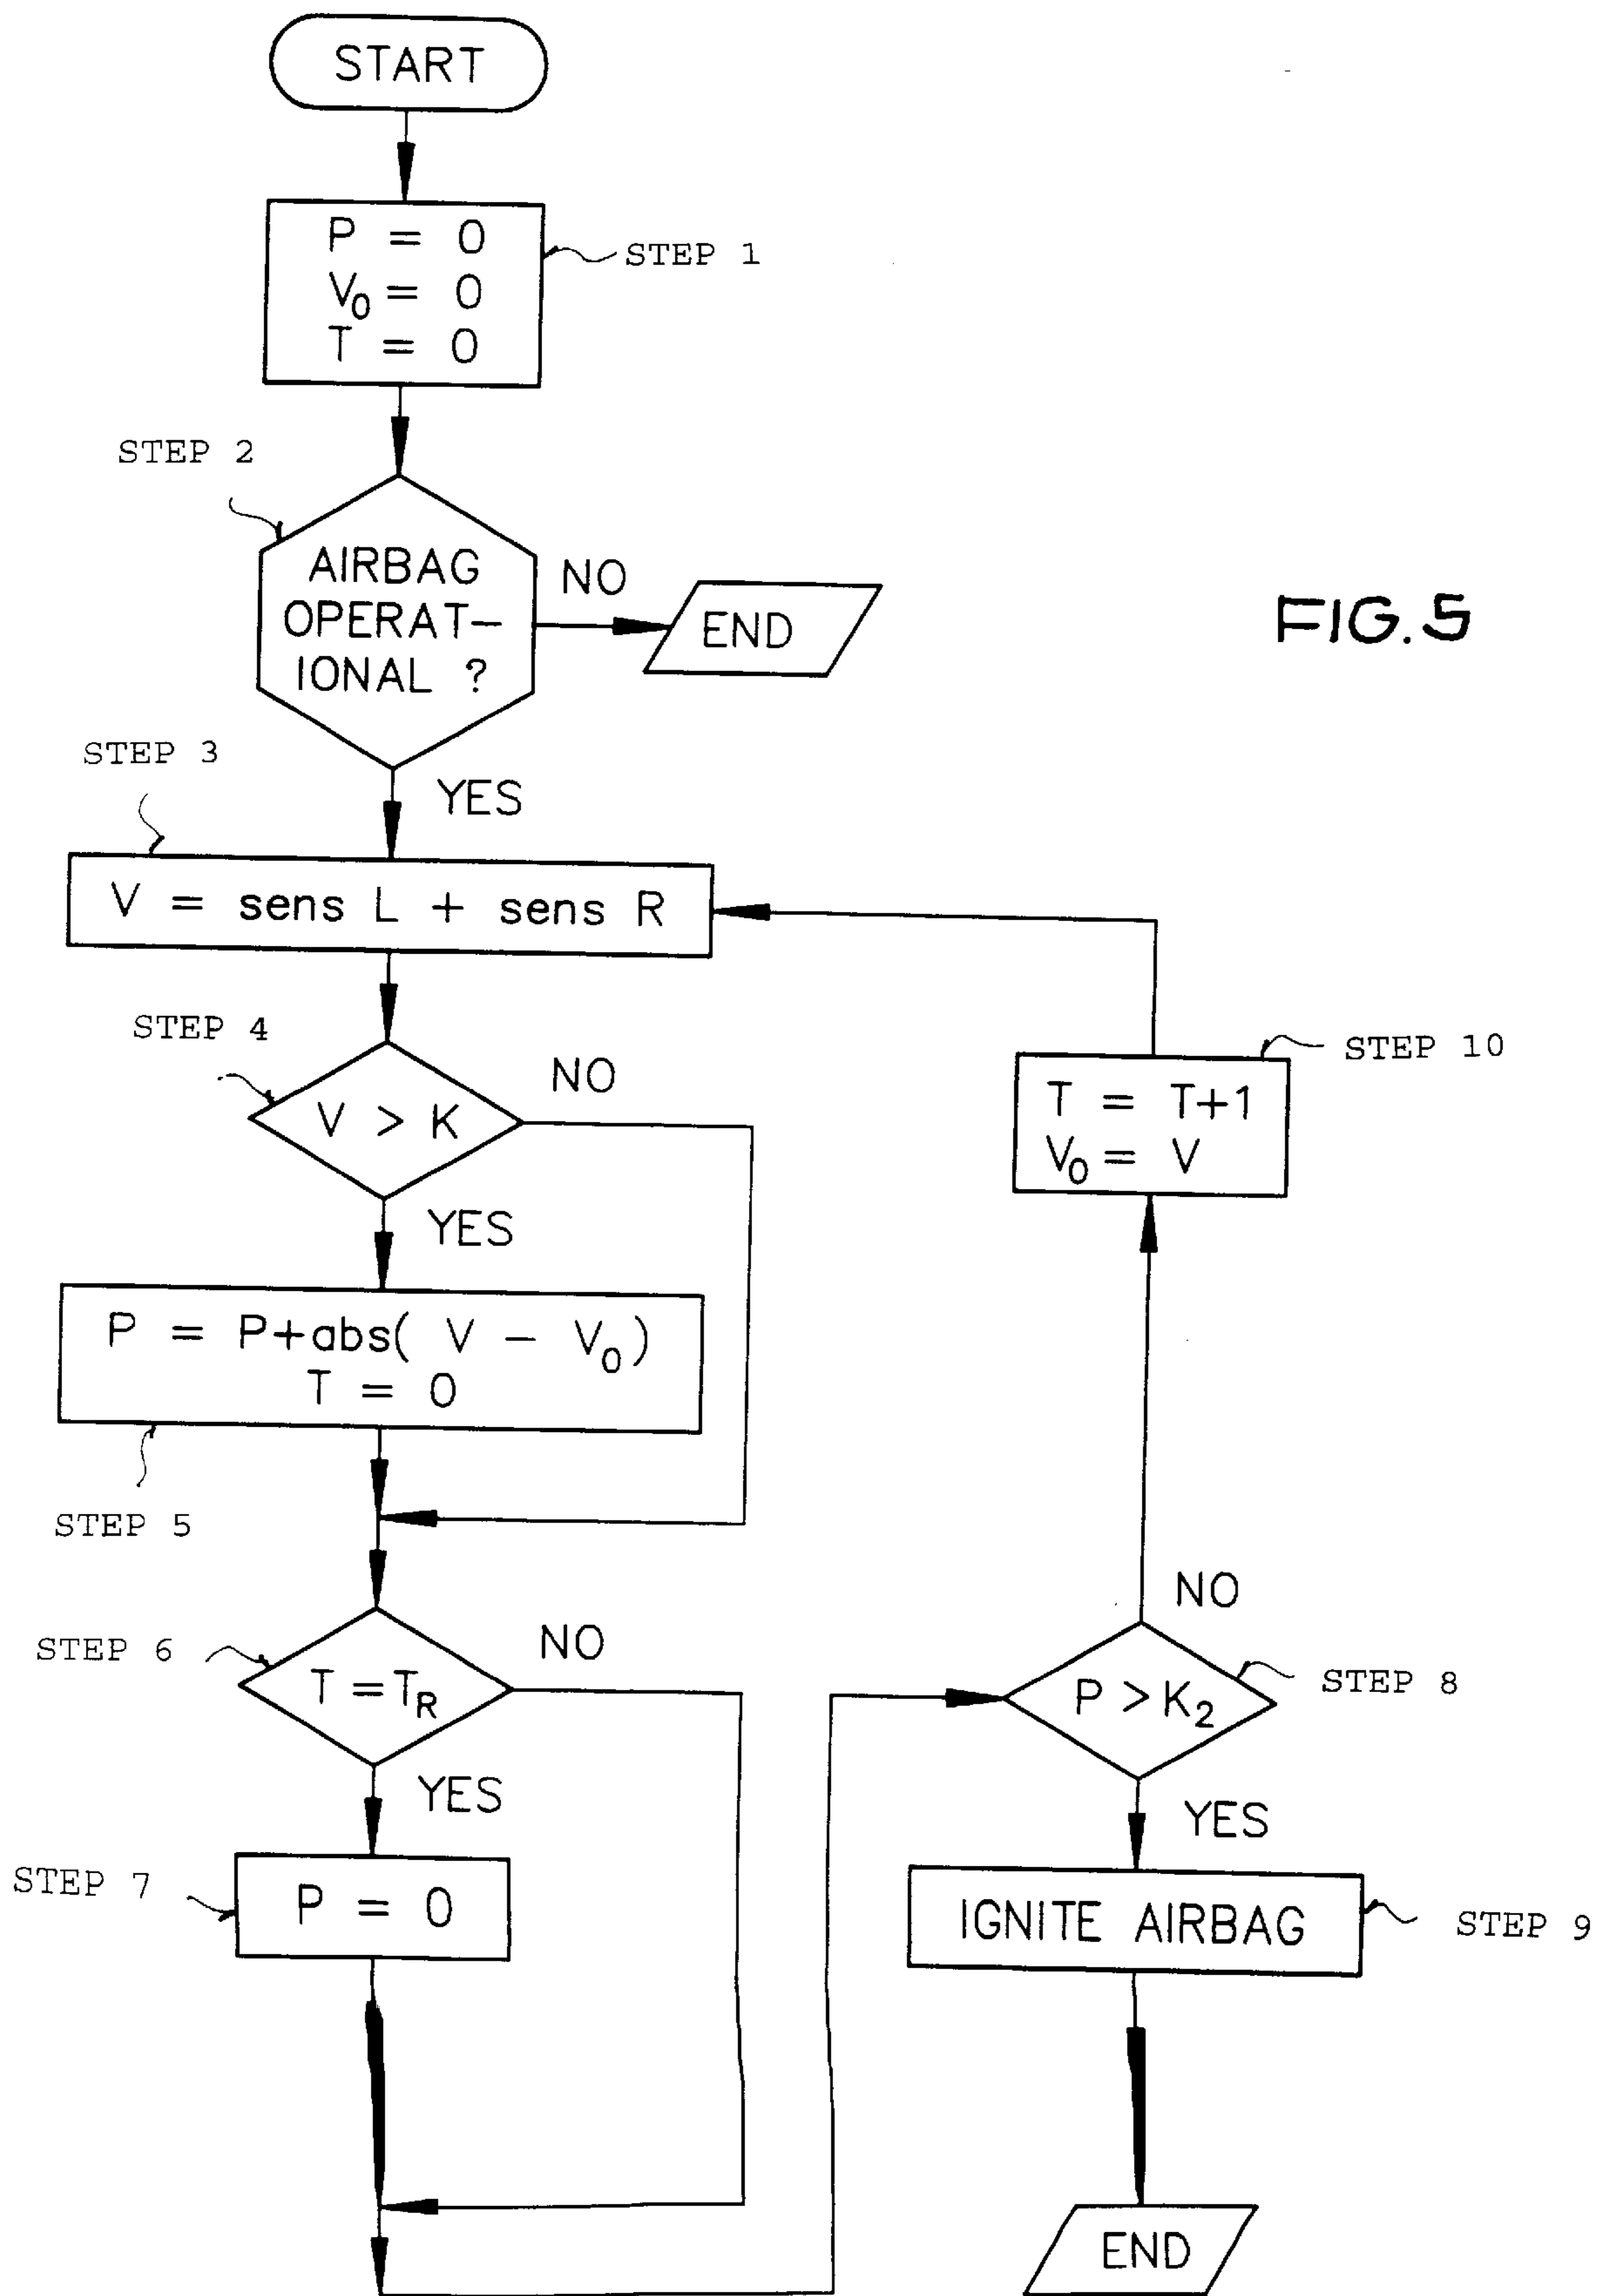 START
P = 0
V₀ = 0
T = 0
STEP 1
STEP 2
AIRBAG
OPERAT-
IONAL ?
NO
END
FIG.5
STEP 3
YES
V = sens L + sens R
STEP 4
V > K
NO
YES
P = P+abs( V - V₀)
T = 0
STEP 5
STEP 6
T = T_R
NO
YES
STEP 7
P = 0
STEP 10
T = T+1
V₀ = V
NO
P > K₂
STEP 8
YES
IGNITE AIRBAG
STEP 9
END